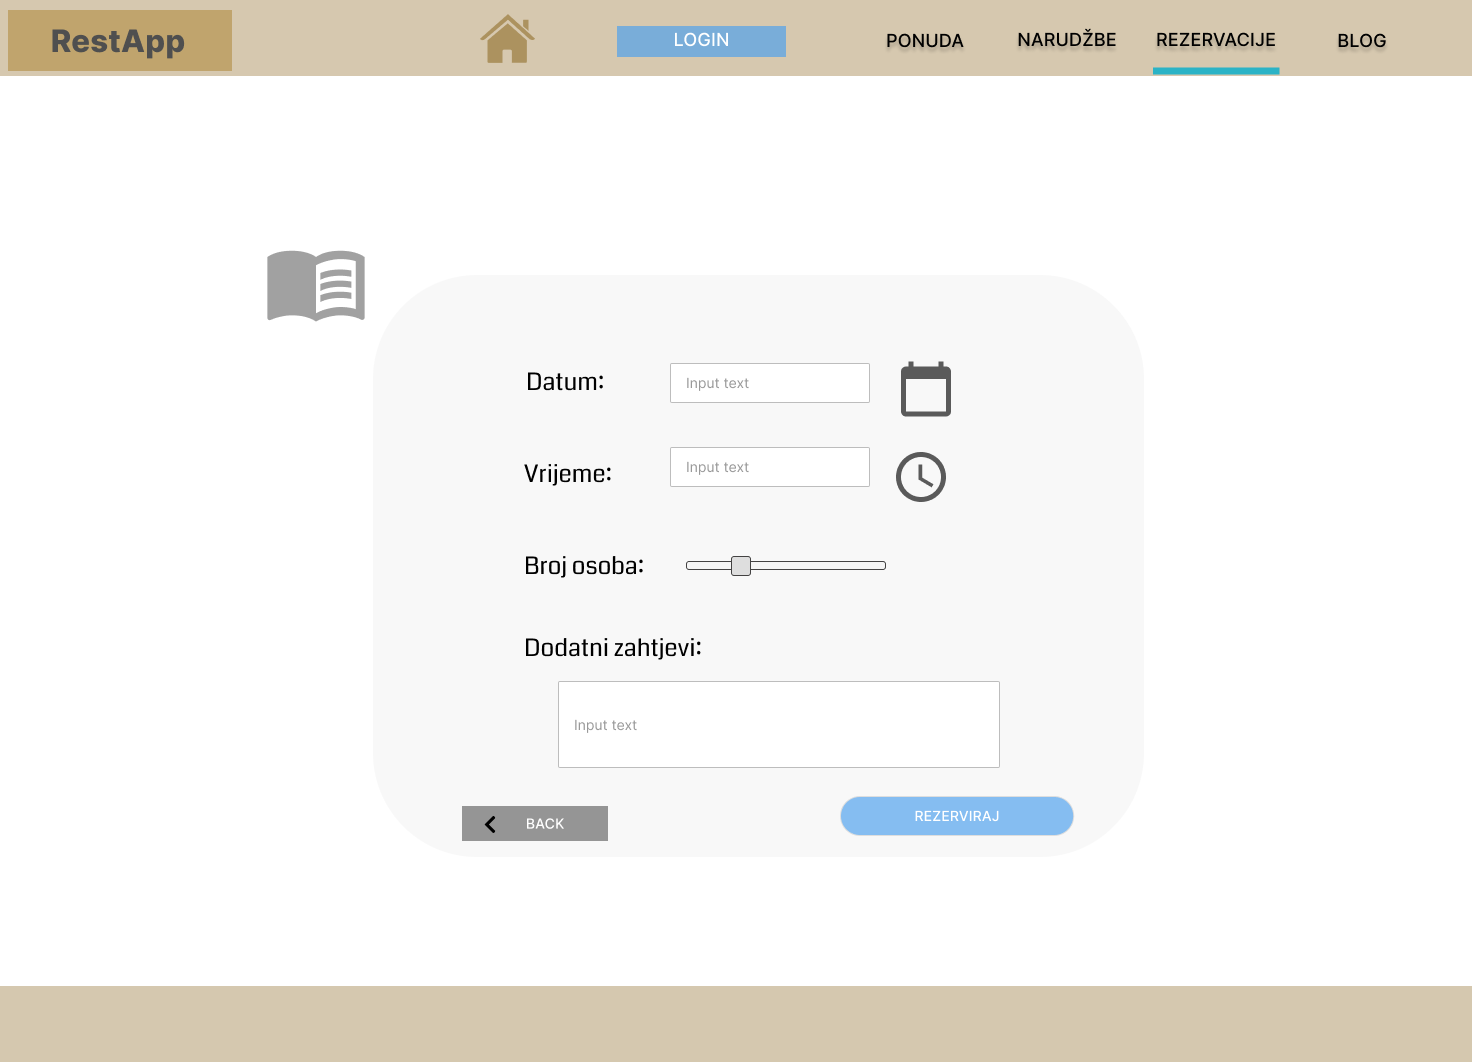 RestApp
LOGIN
PONUDA
NARUDŽBE
REZERVACIJE
BLOG
Datum:
Input text
Vrijeme:
Input text
Broj osoba:
Dodatni zahtjevi:
Input text
BACK
REZERVIRAJ